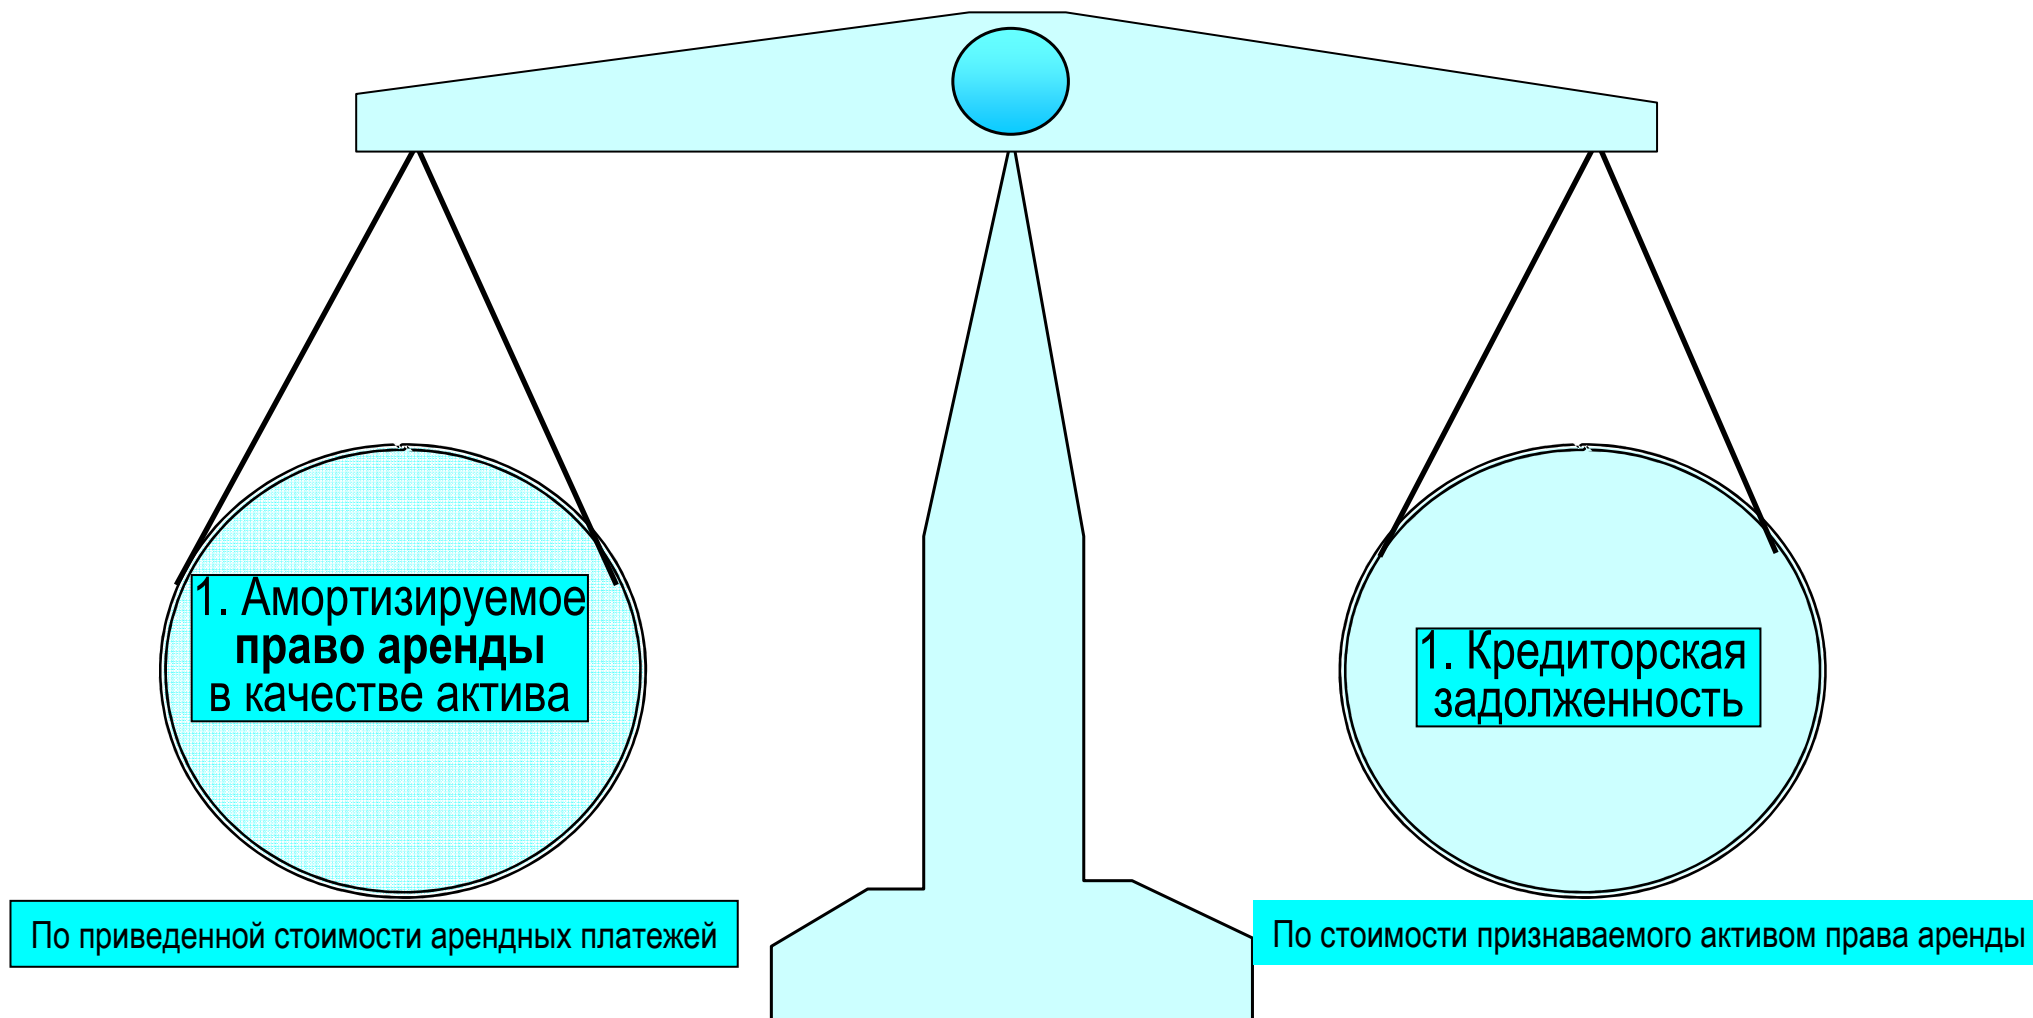 1. Амортизируемое
право аренды
в качестве актива
1. Кредиторская
задолженность
По приведенной стоимости арендных платежей
По стоимости признаваемого активом права аренды